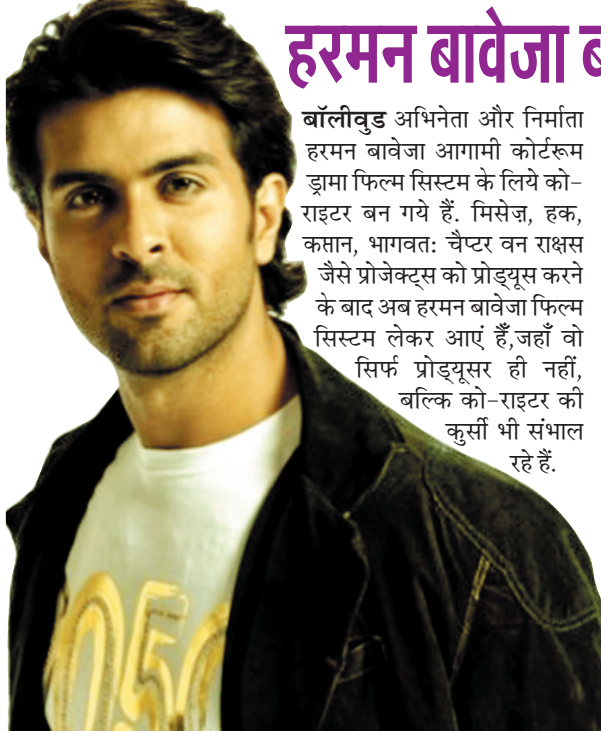 हरमन बावेजा ब
बॉलीवुड अभिनेता और निर्माता
हरमन बावेजा आगामी कोर्टरूम
ड्रामा फिल्म सिस्टम के लिये को-
राइटर बन गये हैं. मिसेज़, हक,
कप्तान, भागवत: चैप्टर वन राक्षस
जैसे प्रोजेक्ट्स को प्रोड्यूस करने
के बाद अब हरमन बावेजा फिल्म
सिस्टम लेकर आएं हैँ,जहाँ वो
सिर्फ प्रोड्यूसर ही नहीं,
बल्कि को-राइटर की
कुर्सी भी संभाल
रहे हैं.